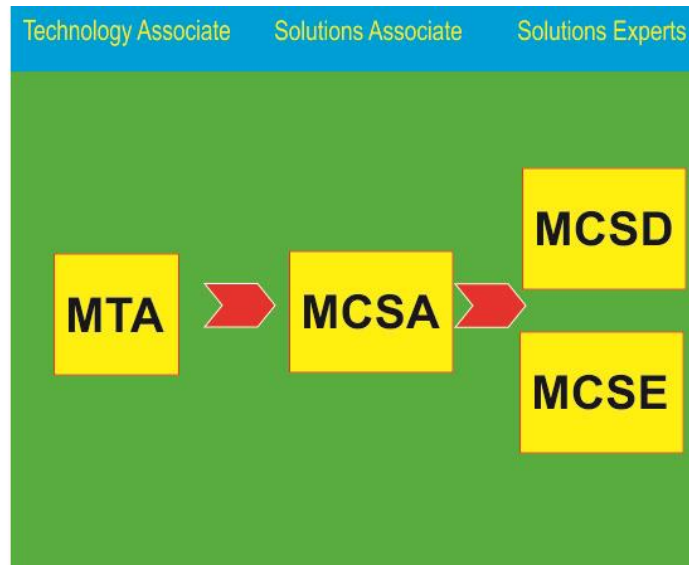 Technology Associate
Solutions Associate
Solutions Experts
MTA
MCSA
MCSD
MCSE